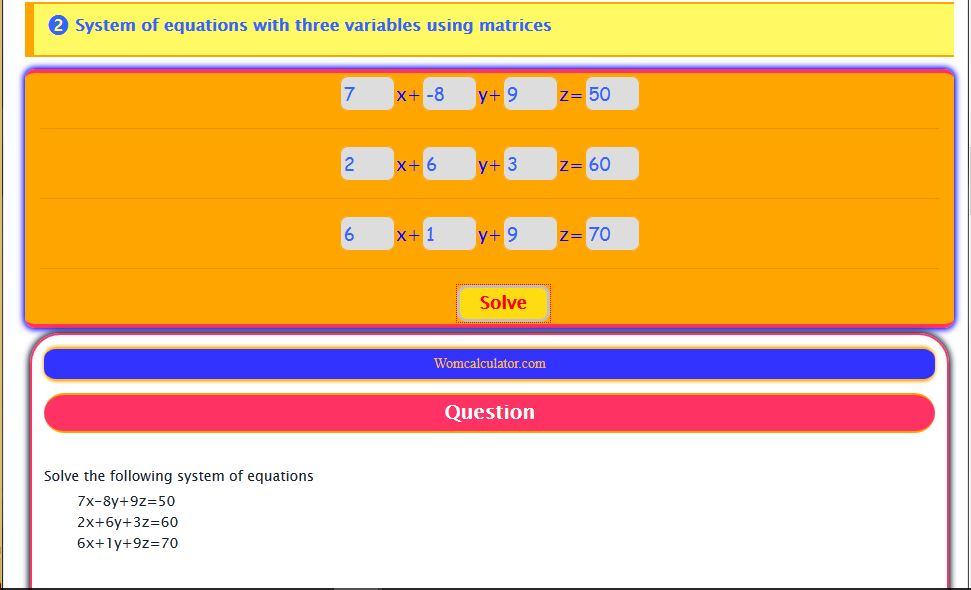 2 System of equations with three variables using matrices
7 x+ -8 y+ 9 z= 50
2 x+ 6 y+ 3 z= 60
6 x+ 1 y+ 9 z= 70
Solve
Womcalculator.com
Question
Solve the following system of equations
7x-8y+9z=50
2x+6y+3z=60
6x+1y+9z=70